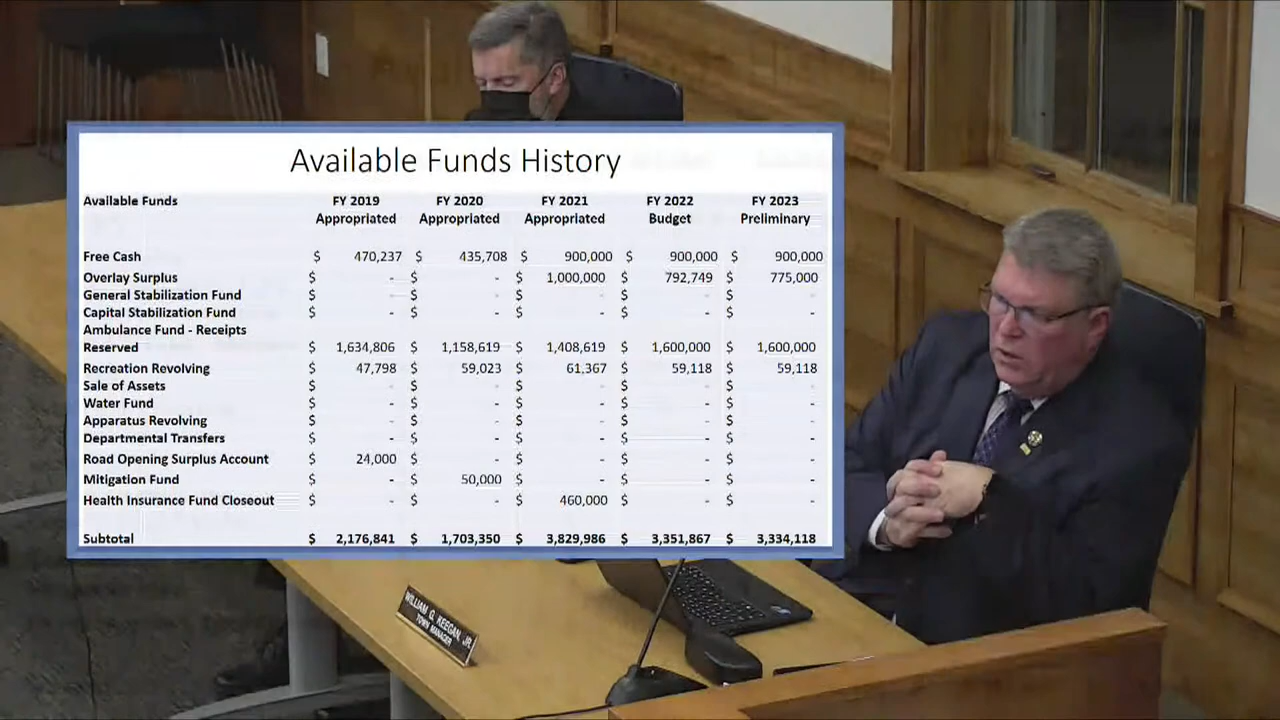 Available Funds History
Available Funds FY 2019 FY 2020 FY 2021 FY 2022 FY 2023
Appropriated Appropriated Appropriated Budget Preliminary
Free Cash $ 470,237 $ 435,708 $ 900,000 $ 900,000 $ 900,000
Overlay Surplus $ - $ - $ 1,000,000 $ 792,749 $ 775,000
General Stabilization Fund $ - $ - $ - $ - $ -
Capital Stabilization Fund $ - $ - $ - $ - $ -
Ambulance Fund - Receipts
Reserved $ 1,634,806 $ 1,158,619 $ 1,408,619 $ 1,600,000 $ 1,600,000
Recreation Revolving $ 47,798 $ 59,023 $ 61,367 $ 59,118 $ 59,118
Sale of Assets $ - $ - $ - $ - $ -
Water Fund $ - $ - $ - $ - $ -
Apparatus Revolving $ - $ - $ - $ - $ -
Departmental Transfers $ - $ - $ - $ - $ -
Road Opening Surplus Account $ 24,000 $ - $ - $ - $ -
Mitigation Fund $ - $ 50,000 $ - $ - $ -
Health Insurance Fund Closeout $ - $ - $ 460,000 $ - $ -
Subtotal $ 2,176,841 $ 1,703,350 $ 3,829,986 $ 3,351,867 $ 3,334,118
WILLIAM G. KEEGAN, JR.
TOWN MANAGER